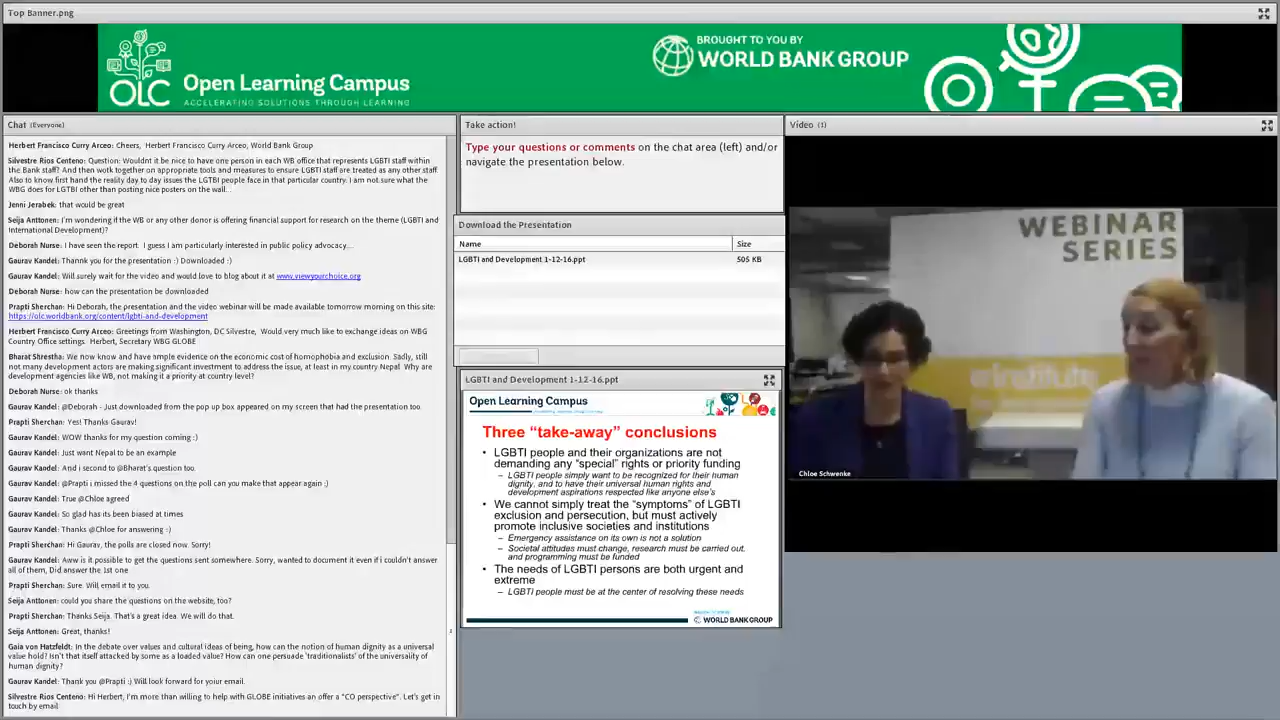 Top Banner.png
OLC
Open Learning Campus
ACCELERATING SOLUTIONS THROUGH LEARNING
BROUGHT TO YOU BY
WORLD BANK GROUP
Chat (Everyone)
Herbert Francisco Curry Arceo: Cheers, Herbert Francisco Curry Arceo, World Bank Group
Silvestre Rios Centeno: Question: Wouldnt it be nice to have one person in each WB office that represents LGBTI staff within
the Bank staff? And then work together on appropriate tools and measures to ensure LGBTI staff are treated as any other staff.
Also to know first hand the reality day to day issues the LGTBI people face in that particular country. I am not sure what the
WBG does for LGTBI other than posting nice posters on the wall...
Jenni Jerabek: that would be great
Seija Anttonen: I'm wondering if the WB or any other donor is offering financial support for research on the theme (LGTBI and
International Development)?
Deborah Nurse: I have seen the report. I guess I am particularly interested in public policy advocacy...
Gaurav Kandel: Thannk you for the presentation :) Downloaded :)
Gaurav Kandel: Will surely wait for the video and would love to blog about it at www.viewyourchoice.org
Deborah Nurse: how can the presentation be downloaded
Prapti Sherchan: Hi Deborah, the presentation and the video webinar will be made available tomorrow morning on this site:
https://olc.worldbank.org/content/lgbti-and-development
Herbert Francisco Curry Arceo: Greetings from Washington, DC Silvestre, Would very much like to exchange ideas on WBG
Country Office settings. Herbert, Secretary WBG GLOBE
Bharat Shrestha: We now know and have ample evidence on the economic cost of homophobia and exclusion. Sadly, still
not many development actors are making significant investment to address the issue, at least in my country Nepal Why are
development agencies like WB, not making it a priority at country level?
Deborah Nurse: ok thanks
Gaurav Kandel: @Deborah - Just downloaded from the pop up box appeared on my screen that had the presentation too.
Prapti Sherchan: Yes! Thanks Gaurav!
Gaurav Kandel: WOW thanks for my question coming :)
Gaurav Kandel: Just want Nepal to be an example
Gaurav Kandel: And i second to @Bharat's question too.
Gaurav Kandel: @Prapti i missed the 4 questions on the poll can you make that appear again ;)
Gaurav Kandel: True @Chloe agreed
Gaurav Kandel: So glad has its been biased at times
Gaurav Kandel: Thanks @Chloe for answering :)
Prapti Sherchan: Hi Gaurav, the polls are closed now. Sorry!
Gaurav Kandel: Aww is it possible to get the questions sent somewhere. Sorry, wanted to document it even if i couldn't answer
all of them, Did answer the 1st one
Prapti Sherchan: Sure. Will email it to you.
Seija Anttonen: could you share the questions on the website, too?
Prapti Sherchan: Thanks Seija. That's a great idea. We will do that.
Seija Anttonen: Great, thanks!
Gaia von Hatzfeldt: In the debate over values and cultural ideas of being, how can the notion of human dignity as a universal
value hold? Isn't that itself attacked by some as a loaded value? How can one persuade 'traditionalists' of the universality of
human dignity?
Gaurav Kandel: Thank you @Prapti :) Will look forward for your email.
Silvestre Rios Centeno: Hi Herbert, I'm more than willing to help with GLOBE initiatives an offer a "CO perspective". Let's get in
touch by email
Take action!
Type your questions or comments on the chat area (left) and/or
navigate the presentation below.
Download the Presentation
Name Size
LGBTI and Development 1-12-16.ppt 505 KB
LGBTI and Development 1-12-16.ppt
Open Learning Campus
Three "take-away" conclusions
• LGBTI people and their organizations are not
demanding any "special" rights or priority funding
– LGBTI people simply want to be recognized for their human
dignity, and to have their universal human rights and
development aspirations respected like anyone else's
• We cannot simply treat the "symptoms" of LGBTI
exclusion and persecution, but must actively
promote inclusive societies and institutions
– Emergency assistance on its own is not a solution
– Societal attitudes must change, research must be carried out,
and programming must be funded
• The needs of LGBTI persons are both urgent and
extreme
– LGBTI people must be at the center of resolving these needs
WORLD BANK GROUP
Video (1)
WEBINAR
SERIES
Chloe Schwenke